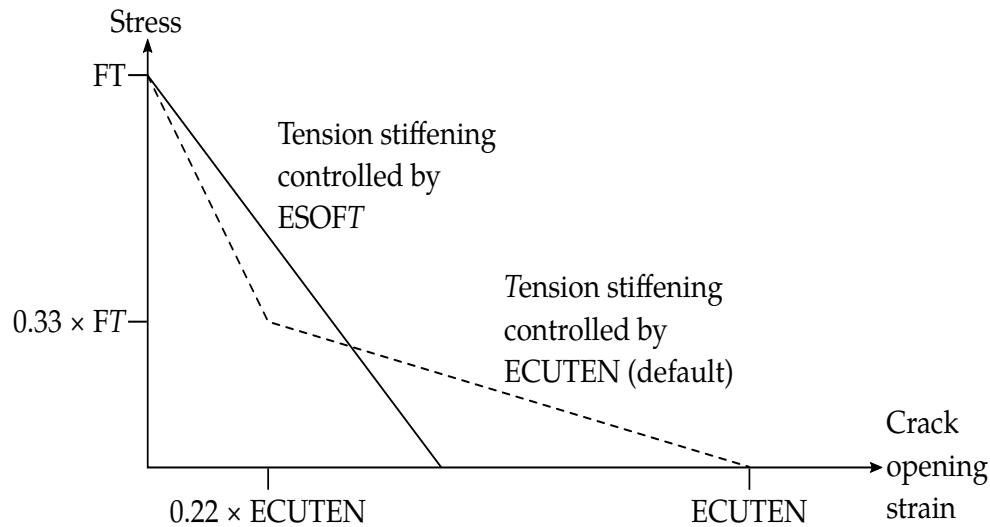 Stress
FT
Tension stiffening
controlled by
ESOFT
Tension stiffening
controlled by
ECUTEN (default)
0.33 × FT
Crack
opening
strain
0.22 × ECUTEN
ECUTEN